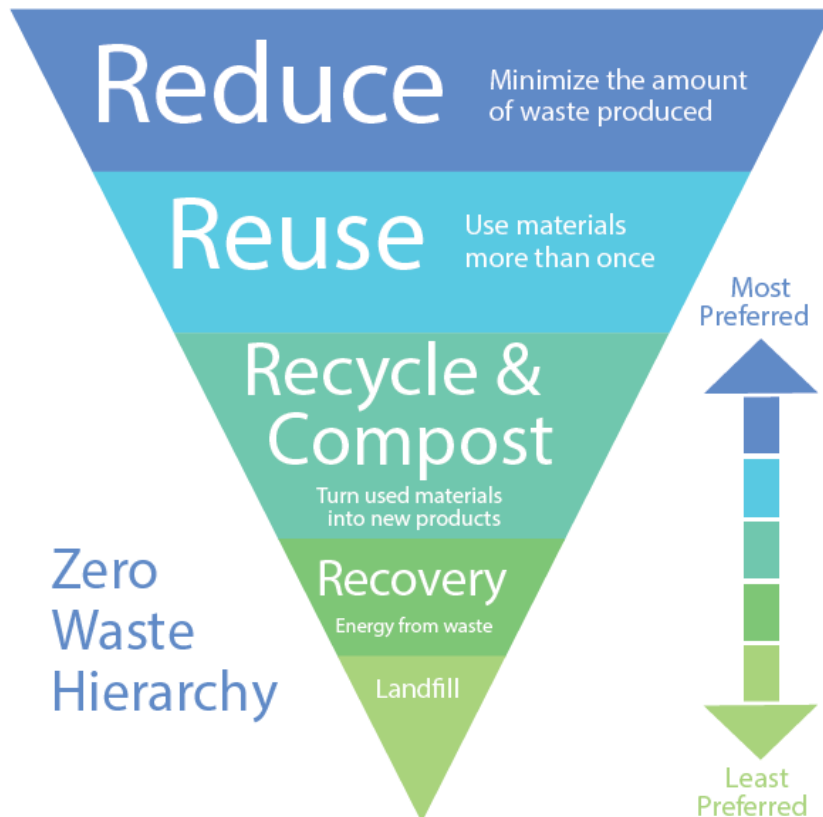 Reduce
Minimize the amount
of waste produced
Reuse
Use materials
more than once
Recycle &
Compost
Turn used materials
into new products
Recovery
Energy from waste
Landfill
Zero
Waste
Hierarchy
Most
Preferred
Least
Preferred